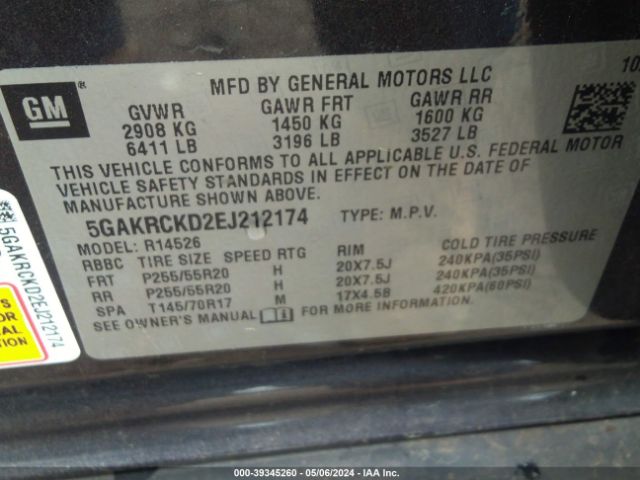 GM ®
MFD BY GENERAL MOTORS LLC
10
GVWR GAWR FRT GAWR RR
2908 KG 1450 KG 1600 KG
6411 LB 3196 LB 3527 LB
THIS VEHICLE CONFORMS TO ALL APPLICABLE U.S. FEDERAL MOTOR
VEHICLE SAFETY STANDARDS IN EFFECT ON THE DATE OF
MANUFACTURE SHOWN ABOVE.
5GAKRCKD2EJ212174 TYPE: M.P.V.
MODEL: R14526
RBBC TIRE SIZE SPEED RTG RIM COLD TIRE PRESSURE
FRT P255/55R20 H 20X7.5J 240KPA(35PSI)
RR P255/55R20 H 20X7.5J 240KPA(35PSI)
SPA T145/70R17 M 17X4.5B 420KPA(60PSI)
SEE OWNER'S MANUAL FOR MORE INFORMATION.
5GAKRCKD2EJ212174
OR
000-39345260 - 05/06/2024 - IAA Inc.